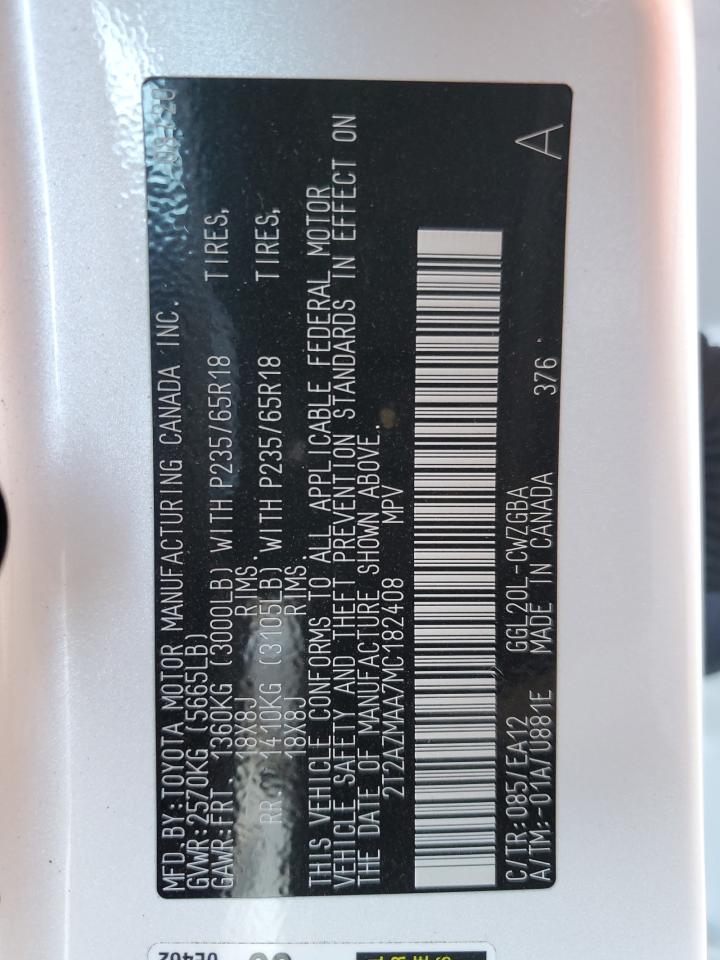 MFD.BY:TOYOTA MOTOR MANUFACTURING CANADA INC.
GVWR:2570KG (5665LB)
GAWR:FRT. 1360KG (3000LB) WITH P235/65R18 TIRES,
18X8J RIMS.
RR. 1410KG (3105LB) WITH P235/65R18 TIRES,
18X8J RIMS.
THIS VEHICLE CONFORMS TO ALL APPLICABLE FEDERAL MOTOR
VEHICLE SAFETY AND THEFT PREVENTION STANDARDS IN EFFECT ON
THE DATE OF MANUFACTURE SHOWN ABOVE.
2T2AZMAA7MC182408 MPV
C/TR:085/EA12 GGL20L-CWZGBA A
A/TM:-01A/U881E MADE IN CANADA 376